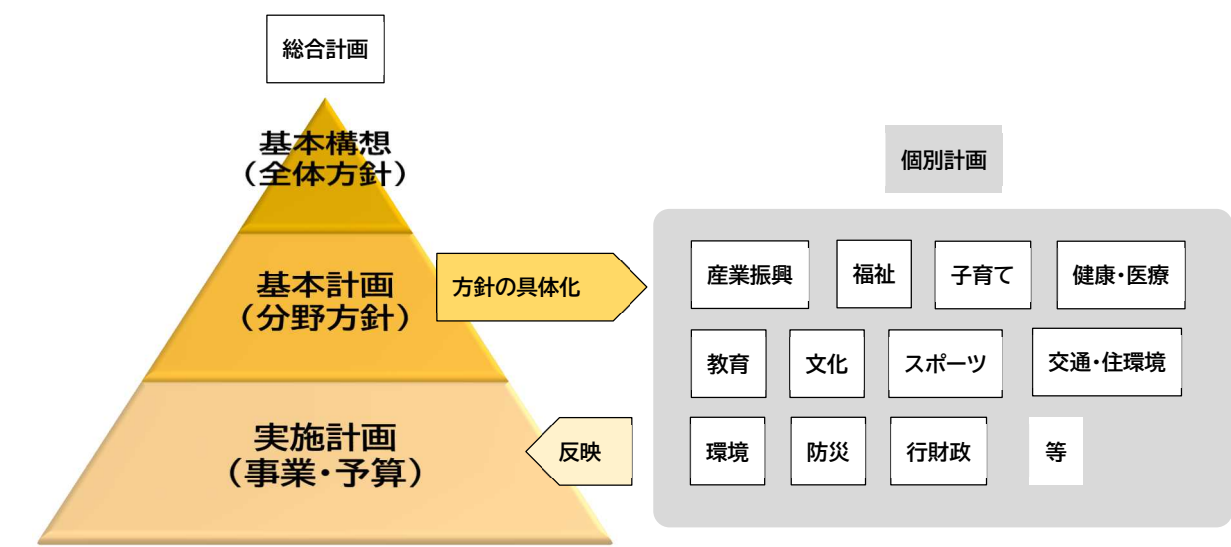 総合計画
基本構想
（全体方針）
基本計画
（分野方針）
実施計画
（事業・予算）
方針の具体化
反映
個別計画
産業振興
福祉
子育て
健康・医療
教育
文化
スポーツ
交通・住環境
環境
防災
行財政
等